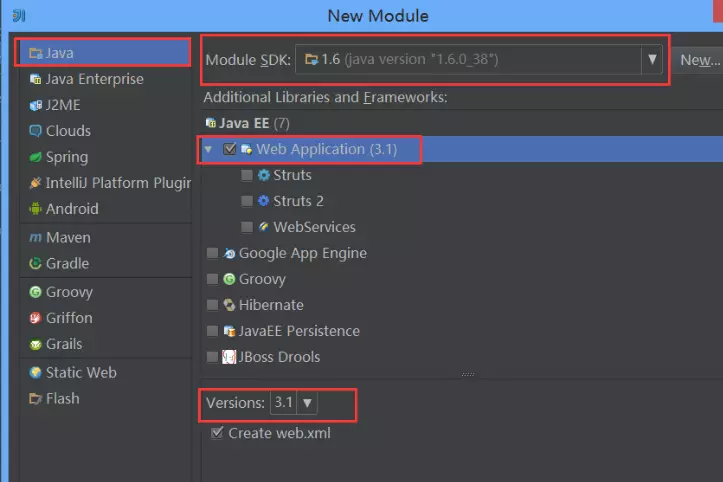 New Module
Java
Java Enterprise
J2ME
Clouds
Spring
IntelliJ Platform Plugin
Android
Maven
Gradle
Groovy
Griffon
Grails
Static Web
Flash
Module SDK: 1.6 (java version "1.6.0_38") New...
Additional Libraries and Frameworks:
Java EE (7)
Web Application (3.1)
Struts
Struts 2
WebServices
Google App Engine
Groovy
Hibernate
JavaEE Persistence
JBoss Drools
Versions: 3.1
Create web.xml